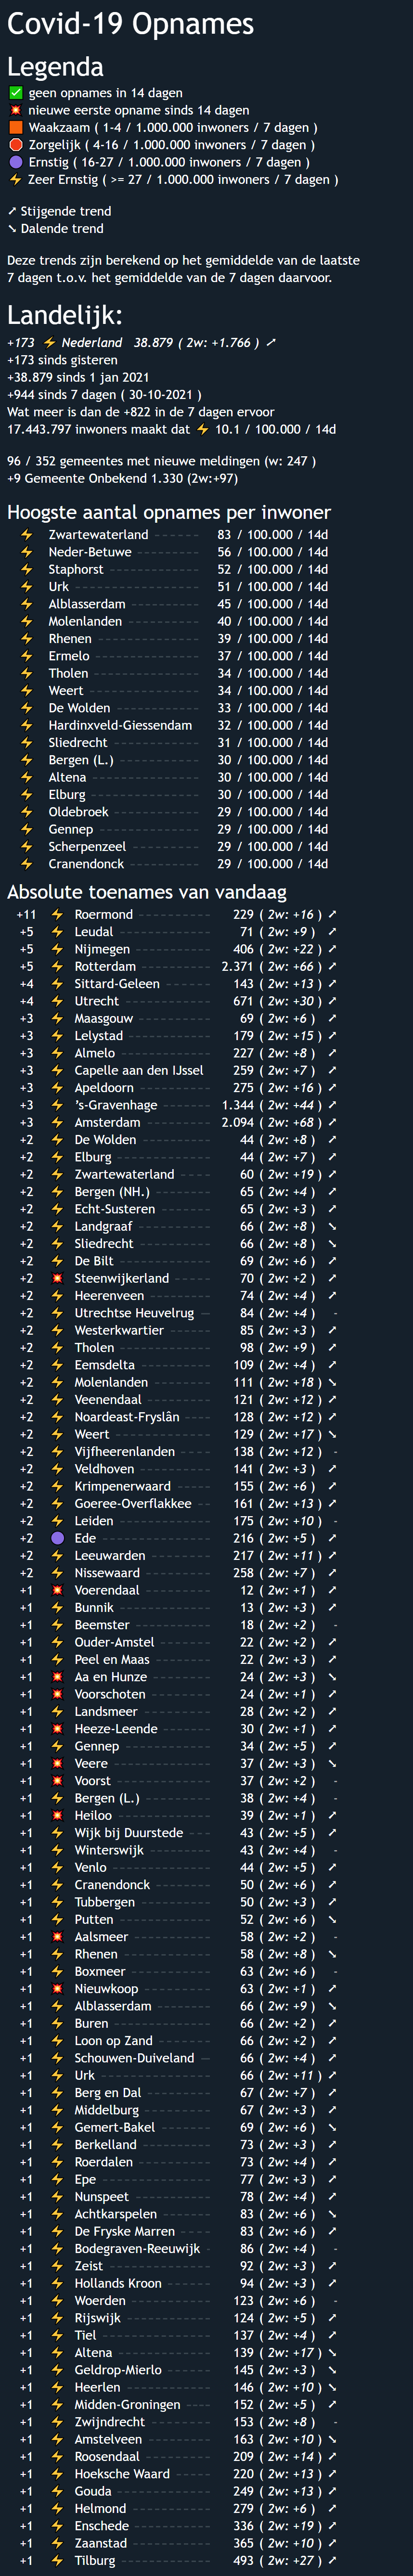 Covid-19 Opnames
Legenda
✅ geen opnames in 14 dagen
💥 nieuwe eerste opname sinds 14 dagen
🟧 Waakzaam ( 1-4 / 1.000.000 inwoners / 7 dagen )
🛑 Zorgelijk ( 4-16 / 1.000.000 inwoners / 7 dagen )
🟣 Ernstig ( 16-27 / 1.000.000 inwoners / 7 dagen )
⚡ Zeer Ernstig ( >= 27 / 1.000.000 inwoners / 7 dagen )
➚ Stijgende trend
➘ Dalende trend
Deze trends zijn berekend op het gemiddelde van de laatste
7 dagen t.o.v. het gemiddelde van de 7 dagen daarvoor.
Landelijk:
+173 ⚡ Nederland 38.879 ( 2w: +1.766 ) ➚
+173 sinds gisteren
+38.879 sinds 1 jan 2021
+944 sinds 7 dagen ( 30-10-2021 )
Wat meer is dan de +822 in de 7 dagen ervoor
17.443.797 inwoners maakt dat ⚡ 10.1 / 100.000 / 14d
96 / 352 gemeentes met nieuwe meldingen (w: 247 )
+9 Gemeente Onbekend 1.330 (2w:+97)
Hoogste aantal opnames per inwoner
⚡ Zwartewaterland 83 / 100.000 / 14d
⚡ Neder-Betuwe 56 / 100.000 / 14d
⚡ Staphorst 52 / 100.000 / 14d
⚡ Urk 51 / 100.000 / 14d
⚡ Alblasserdam 45 / 100.000 / 14d
⚡ Molenlanden 40 / 100.000 / 14d
⚡ Rhenen 39 / 100.000 / 14d
⚡ Ermelo 37 / 100.000 / 14d
⚡ Tholen 34 / 100.000 / 14d
⚡ Weert 34 / 100.000 / 14d
⚡ De Wolden 33 / 100.000 / 14d
⚡ Hardinxveld-Giessendam 32 / 100.000 / 14d
⚡ Sliedrecht 31 / 100.000 / 14d
⚡ Bergen (L.) 30 / 100.000 / 14d
⚡ Altena 30 / 100.000 / 14d
⚡ Elburg 30 / 100.000 / 14d
⚡ Oldebroek 29 / 100.000 / 14d
⚡ Gennep 29 / 100.000 / 14d
⚡ Scherpenzeel 29 / 100.000 / 14d
⚡ Cranendonck 29 / 100.000 / 14d
Absolute toenames van vandaag
+11 ⚡ Roermond 229 ( 2w: +16 ) ➚
+5 ⚡ Leudal 71 ( 2w: +9 ) ➚
+5 ⚡ Nijmegen 406 ( 2w: +22 ) ➚
+5 ⚡ Rotterdam 2.371 ( 2w: +66 ) ➚
+4 ⚡ Sittard-Geleen 143 ( 2w: +13 ) ➚
+4 ⚡ Utrecht 671 ( 2w: +30 ) ➚
+3 ⚡ Maasgouw 69 ( 2w: +6 ) ➚
+3 ⚡ Lelystad 179 ( 2w: +15 ) ➚
+3 ⚡ Almelo 227 ( 2w: +8 ) ➚
+3 ⚡ Capelle aan den IJssel 259 ( 2w: +7 ) ➚
+3 ⚡ Apeldoorn 275 ( 2w: +16 ) ➚
+3 ⚡ 's-Gravenhage 1.344 ( 2w: +44 ) ➚
+3 ⚡ Amsterdam 2.094 ( 2w: +68 ) ➚
+2 ⚡ De Wolden 44 ( 2w: +8 ) ➚
+2 ⚡ Elburg 44 ( 2w: +7 ) ➚
+2 ⚡ Zwartewaterland 60 ( 2w: +19 ) ➚
+2 ⚡ Bergen (NH.) 65 ( 2w: +4 ) ➚
+2 ⚡ Echt-Susteren 65 ( 2w: +3 ) ➚
+2 ⚡ Landgraaf 66 ( 2w: +8 ) ➘
+2 ⚡ Sliedrecht 66 ( 2w: +8 ) ➘
+2 ⚡ De Bilt 69 ( 2w: +6 ) ➚
+2 💥 Steenwijkerland 70 ( 2w: +2 ) ➚
+2 ⚡ Heerenveen 74 ( 2w: +4 ) ➚
+2 ⚡ Utrechtse Heuvelrug 84 ( 2w: +4 ) -
+2 ⚡ Westerkwartier 85 ( 2w: +3 ) ➚
+2 ⚡ Tholen 98 ( 2w: +9 ) ➚
+2 ⚡ Eemsdelta 109 ( 2w: +4 ) ➚
+2 ⚡ Molenlanden 111 ( 2w: +18 ) ➘
+2 ⚡ Veenendaal 121 ( 2w: +12 ) ➚
+2 ⚡ Noardeast-Fryslân 128 ( 2w: +12 ) ➚
+2 ⚡ Weert 129 ( 2w: +17 ) ➘
+2 ⚡ Vijfheerenlanden 138 ( 2w: +12 ) -
+2 ⚡ Veldhoven 141 ( 2w: +3 ) ➚
+2 ⚡ Krimpenerwaard 155 ( 2w: +6 ) ➚
+2 ⚡ Goeree-Overflakkee 161 ( 2w: +13 ) ➚
+2 ⚡ Leiden 175 ( 2w: +10 ) -
+2 🟣 Ede 216 ( 2w: +5 ) ➚
+2 ⚡ Leeuwarden 217 ( 2w: +11 ) ➚
+2 ⚡ Nissewaard 258 ( 2w: +7 ) ➚
+1 💥 Voerendaal 12 ( 2w: +1 ) ➚
+1 ⚡ Bunnik 13 ( 2w: +3 ) ➚
+1 ⚡ Beemster 18 ( 2w: +2 ) -
+1 ⚡ Ouder-Amstel 22 ( 2w: +2 ) ➚
+1 ⚡ Peel en Maas 22 ( 2w: +3 ) ➚
+1 💥 Aa en Hunze 24 ( 2w: +3 ) ➘
+1 💥 Voorschoten 24 ( 2w: +1 ) ➚
+1 ⚡ Landsmeer 28 ( 2w: +2 ) ➚
+1 💥 Heeze-Leende 30 ( 2w: +1 ) ➚
+1 ⚡ Gennep 34 ( 2w: +5 ) ➚
+1 💥 Veere 37 ( 2w: +3 ) ➘
+1 💥 Voorst 37 ( 2w: +2 ) -
+1 ⚡ Bergen (L.) 38 ( 2w: +4 ) -
+1 💥 Heiloo 39 ( 2w: +1 ) ➚
+1 ⚡ Wijk bij Duurstede 43 ( 2w: +5 ) ➚
+1 ⚡ Winterswijk 43 ( 2w: +4 ) -
+1 ⚡ Venlo 44 ( 2w: +5 ) ➚
+1 ⚡ Cranendonck 50 ( 2w: +6 ) ➚
+1 ⚡ Tubbergen 50 ( 2w: +3 ) ➚
+1 ⚡ Putten 52 ( 2w: +6 ) ➘
+1 💥 Aalsmeer 58 ( 2w: +2 ) -
+1 ⚡ Rhenen 58 ( 2w: +8 ) ➘
+1 ⚡ Boxmeer 63 ( 2w: +6 ) -
+1 💥 Nieuwkoop 63 ( 2w: +1 ) ➚
+1 ⚡ Alblasserdam 66 ( 2w: +9 ) ➘
+1 ⚡ Buren 66 ( 2w: +2 ) ➚
+1 ⚡ Loon op Zand 66 ( 2w: +2 ) ➚
+1 ⚡ Schouwen-Duiveland 66 ( 2w: +4 ) ➚
+1 ⚡ Urk 66 ( 2w: +11 ) ➚
+1 ⚡ Berg en Dal 67 ( 2w: +7 ) ➚
+1 ⚡ Middelburg 67 ( 2w: +3 ) ➚
+1 ⚡ Gemert-Bakel 69 ( 2w: +6 ) ➘
+1 ⚡ Berkelland 73 ( 2w: +3 ) ➚
+1 ⚡ Roerdalen 73 ( 2w: +4 ) ➚
+1 ⚡ Epe 77 ( 2w: +3 ) ➚
+1 ⚡ Nunspeet 78 ( 2w: +4 ) ➚
+1 ⚡ Achtkarspelen 83 ( 2w: +6 ) ➘
+1 ⚡ De Fryske Marren 83 ( 2w: +6 ) ➚
+1 ⚡ Bodegraven-Reeuwijk 86 ( 2w: +4 ) -
+1 ⚡ Zeist 92 ( 2w: +3 ) ➚
+1 ⚡ Hollands Kroon 94 ( 2w: +3 ) ➚
+1 ⚡ Woerden 123 ( 2w: +6 ) -
+1 ⚡ Rijswijk 124 ( 2w: +5 ) ➚
+1 ⚡ Tiel 137 ( 2w: +4 ) ➚
+1 ⚡ Altena 139 ( 2w: +17 ) ➘
+1 ⚡ Geldrop-Mierlo 145 ( 2w: +3 ) ➘
+1 ⚡ Heerlen 146 ( 2w: +10 ) ➘
+1 ⚡ Midden-Groningen 152 ( 2w: +5 ) ➚
+1 ⚡ Zwijndrecht 153 ( 2w: +8 ) -
+1 ⚡ Amstelveen 163 ( 2w: +10 ) ➘
+1 ⚡ Roosendaal 209 ( 2w: +14 ) ➚
+1 ⚡ Hoeksche Waard 220 ( 2w: +13 ) ➚
+1 ⚡ Gouda 249 ( 2w: +13 ) ➚
+1 ⚡ Helmond 279 ( 2w: +6 ) ➚
+1 ⚡ Enschede 336 ( 2w: +19 ) ➚
+1 ⚡ Zaanstad 365 ( 2w: +10 ) ➚
+1 ⚡ Tilburg 493 ( 2w: +27 ) ➚